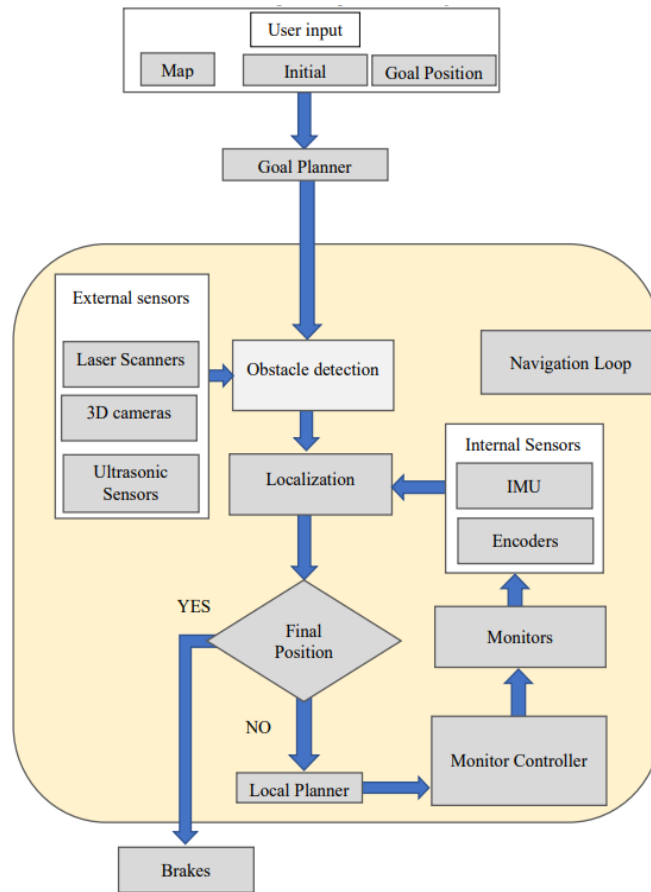 User input
Map
Initial
Goal Position
Goal Planner
External sensors
Laser Scanners
3D cameras
Ultrasonic
Sensors
Obstacle detection
Navigation Loop
Localization
Internal Sensors
IMU
Encoders
YES
Final
Position
Monitors
NO
Local Planner
Monitor Controller
Brakes